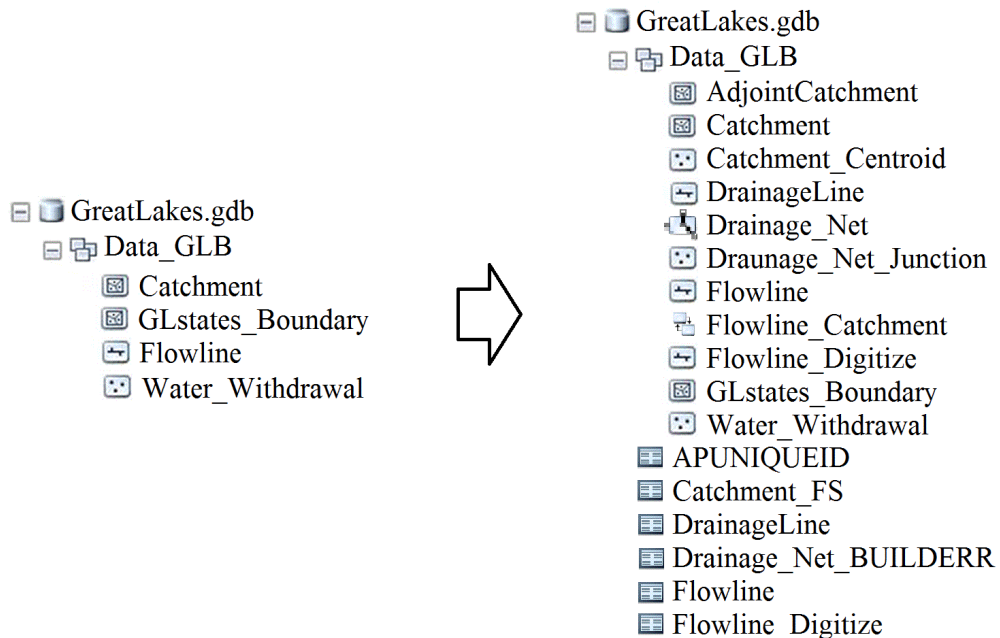 GreatLakes.gdb
Data_GLB
Catchment
GLstates_Boundary
Flowline
Water_Withdrawal
GreatLakes.gdb
Data_GLB
AdjointCatchment
Catchment
Catchment_Centroid
DrainageLine
Drainage_Net
Draunage_Net_Junction
Flowline
Flowline_Catchment
Flowline_Digitize
GLstates_Boundary
Water_Withdrawal
APUNIQUEID
Catchment_FS
DrainageLine
Drainage_Net_BUILDERR
Flowline
Flowline_Digitize